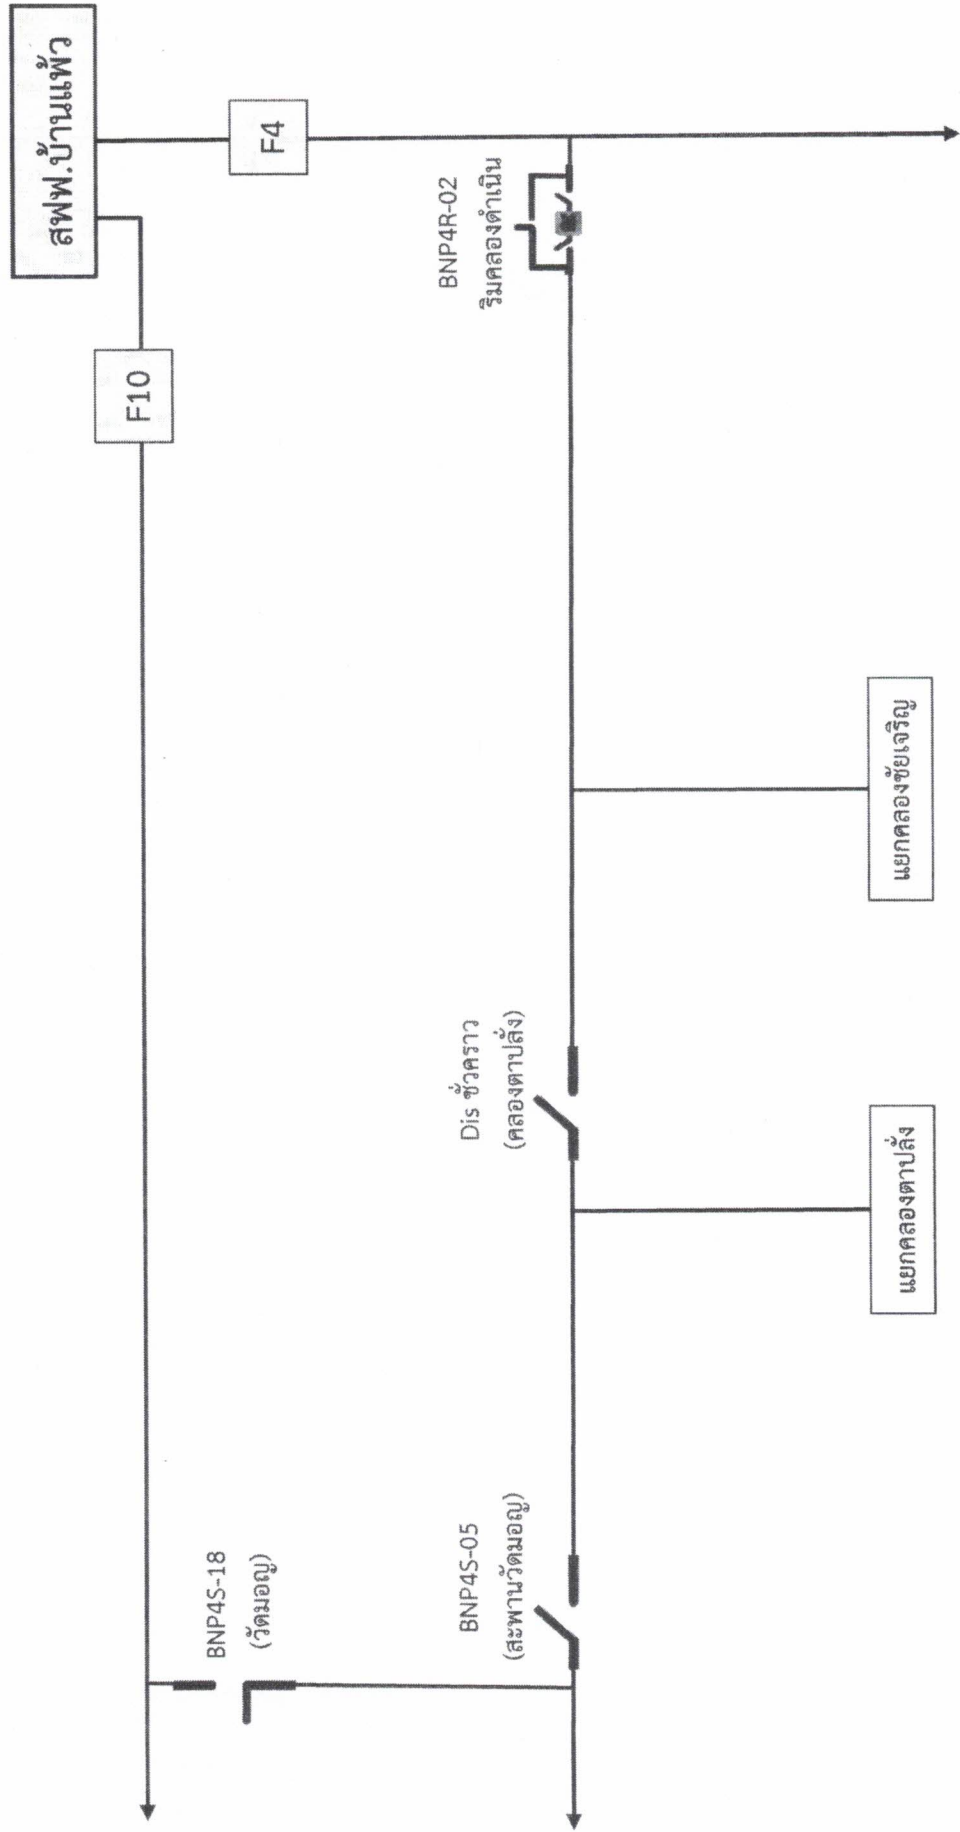 สฟฟ.บ้านแพ้ว
F4
F10
BNP4R-02
ริมคลองดำเนิน
แยกคลองชัยเจริญ
Dis ชั่วคราว
(คลองตาปลั่ง)
แยกคลองตาปลั่ง
BNP4S-18
(วัดมอญ)
BNP4S-05
(สะพานวัดมอญ)